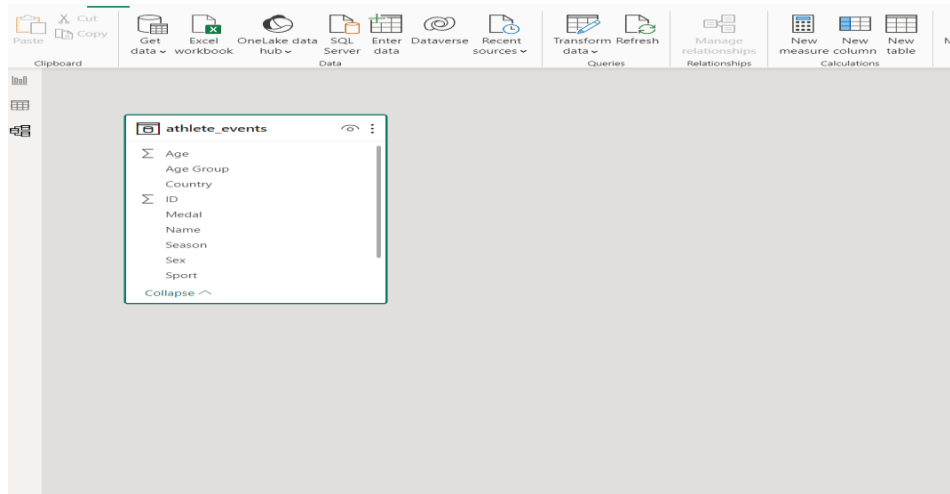 Paste
Cut
Copy
Clipboard
Get data
Excel workbook
OneLake data hub
SQL Server
Enter data
Dataverse
Recent sources
Data
Transform data
Refresh
Queries
Manage relationships
Relationships
New measure
New column
New table
Calculations
athlete_events
Age
Age Group
Country
ID
Medal
Name
Season
Sex
Sport
Collapse